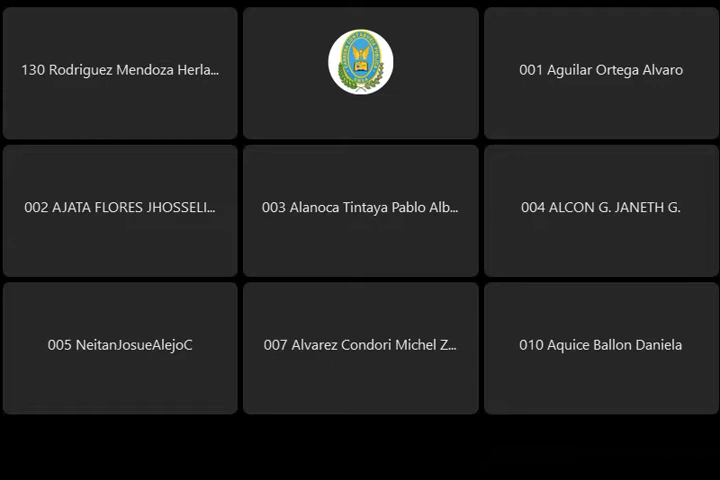 130 Rodriguez Mendoza Herla...
001 Aguilar Ortega Alvaro
002 AJATA FLORES JHOSSELI...
003 Alanoca Tintaya Pablo Alb...
004 ALCON G. JANETH G.
005 NeitanJosueAlejoC
007 Alvarez Condori Michel Z...
010 Aquice Ballon Daniela